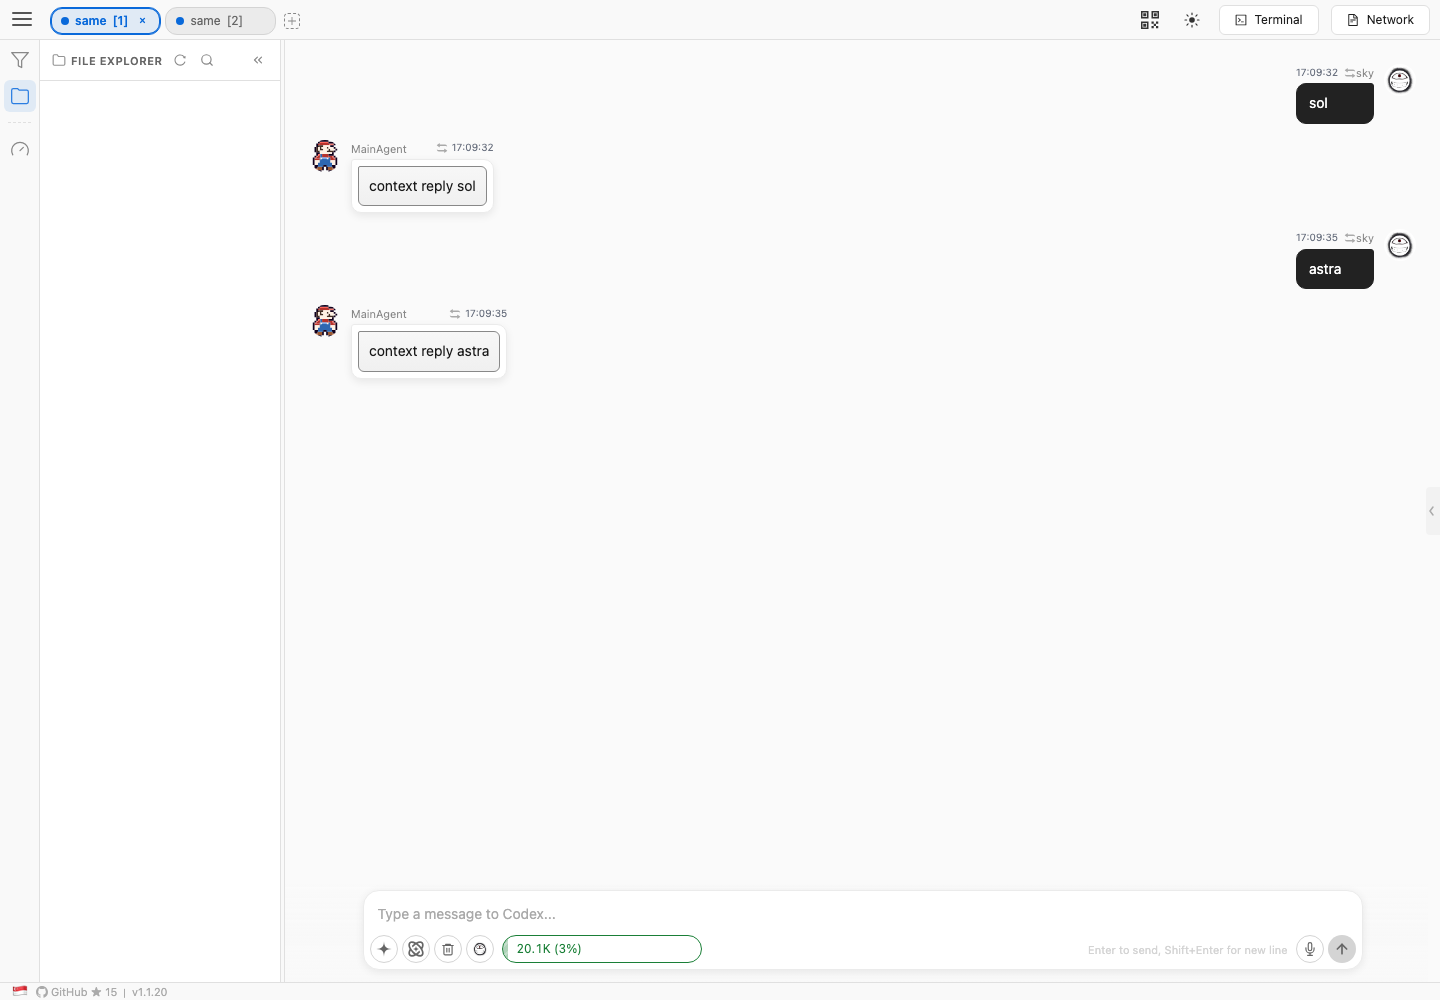 same [1] ×
same [2]
Terminal
Network
FILE EXPLORER
17:09:32 sky
sol
MainAgent 17:09:32
context reply sol
17:09:35 sky
astra
MainAgent 17:09:35
context reply astra
Type a message to Codex...
20.1K (3%)
Enter to send, Shift+Enter for new line
GitHub ★ 15 | v1.1.20